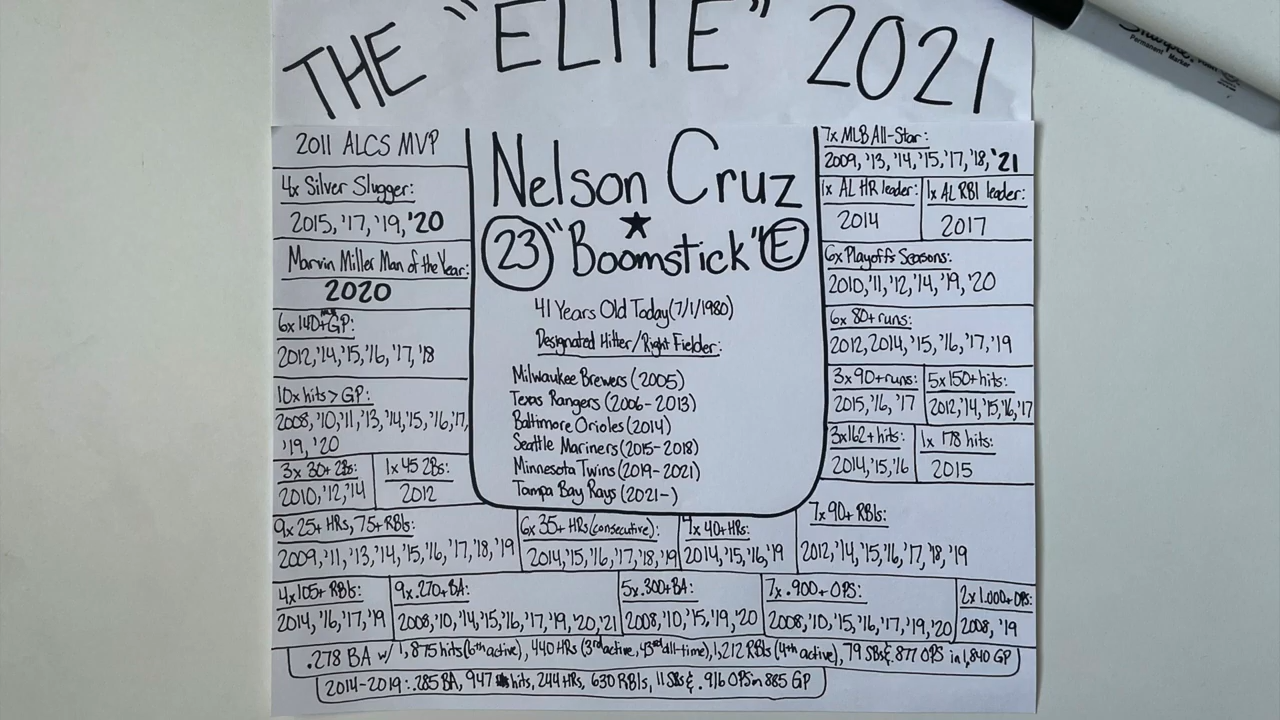 THE "ELITE" 2021
Sharpie
Permanent Marker
2011 ALCS MVP
4x Silver Slugger:
2015, '17, '19, '20
Marvin Miller Man of the Year:
2020
6x 140+ GP:
2012, '14, '15, '16, '17, '18
10x hits > GP:
2008, '10, '11, '13, '14, '15, '16, '17,
'19, '20
3x 30+ 2Bs:
2010, '12, '14
1x 45 2Bs:
2012
Nelson Cruz
★
23 "Boomstick" E
41 Years Old Today (7/1/1980)
Designated Hitter/Right Fielder:
Milwaukee Brewers (2005)
Texas Rangers (2006-2013)
Baltimore Orioles (2014)
Seattle Mariners (2015-2018)
Minnesota Twins (2019-2021)
Tampa Bay Rays (2021-)
7x MLB All-Star:
2009, '13, '14, '15, '17, '18, '21
1x AL HR leader:
2014
1x AL RBI leader:
2017
6x Playoffs Seasons:
2010, '11, '12, '14, '19, '20
6x 80+ runs:
2012, 2014, '15, '16, '17, '19
3x 90+ runs:
2015, '16, '17
5x 150+ hits:
2012, '14, '15, '16, '17
3x 162+ hits:
2014, '15, '16
1x 178 hits:
2015
9x 25+ HRs, 75+ RBIs:
2009, '11, '13, '14, '15, '16, '17, '18, '19
6x 35+ HRs (consecutive):
2014, '15, '16, '17, '18, '19
4x 40+ HRs:
2014, '15, '16, '19
7x 90+ RBIs:
2012, '14, '15, '16, '17, '18, '19
4x 105+ RBIs:
2014, '16, '17, '19
9x .270+ BA:
2008, '10, '14, '15, '16, '17, '19, '20, '21
5x .300+ BA:
2008, '10, '15, '19, '20
7x .900+ OPS:
2008, '10, '15, '16, '17, '19, '20
2x 1.000+ OPS:
2008, '19
.278 BA w/ 1,875 hits (6th active), 440 HRs (3rd active, 43rd all-time), 1,212 RBIs (4th active), 79 SBs & .877 OPS in 1,840 GP
2014-2019: .285 BA, 947 hits, 244 HRs, 630 RBIs, 11 SBs & .916 OPS in 885 GP